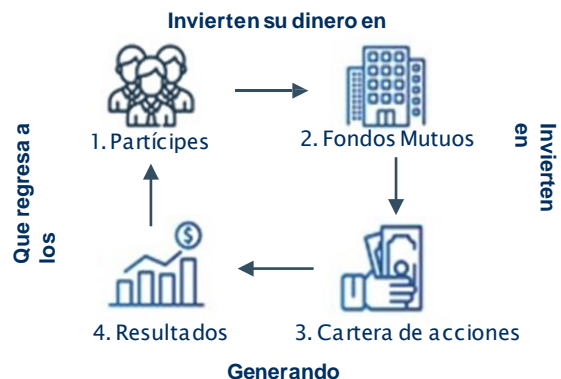 Invierten su dinero en
1. Partícipes
2. Fondos Mutuos
Invierten
en
3. Cartera de acciones
Generando
4. Resultados
Que regresa a
los
$